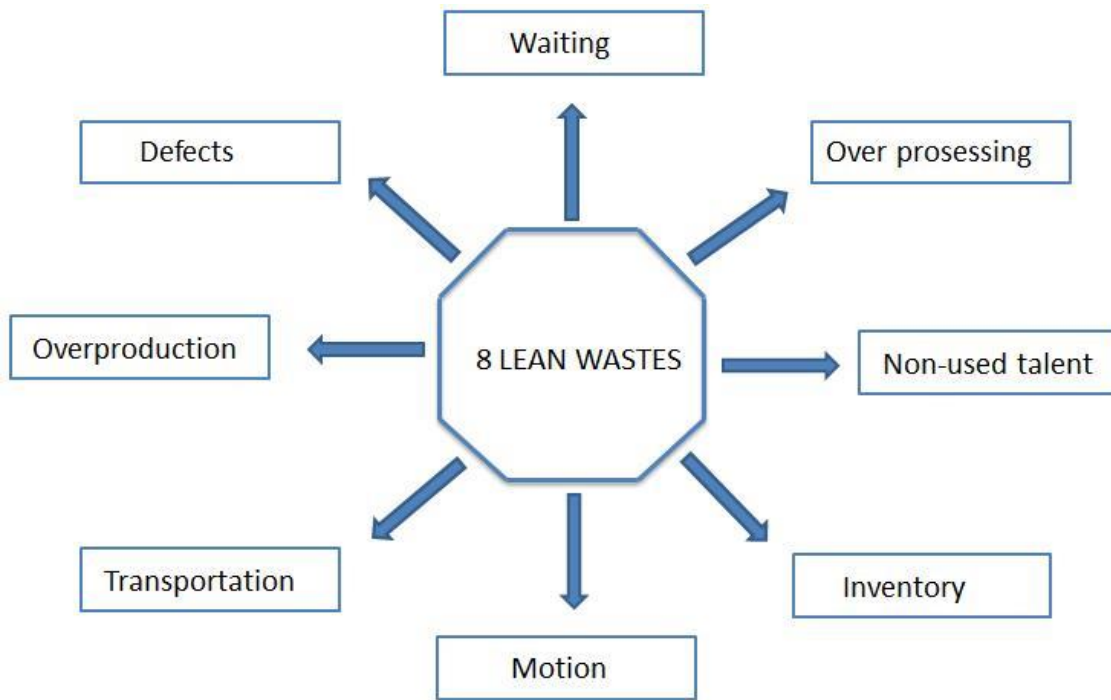 Waiting
Defects
Over prosessing
Overproduction
8 LEAN WASTES
Non-used talent
Transportation
Inventory
Motion